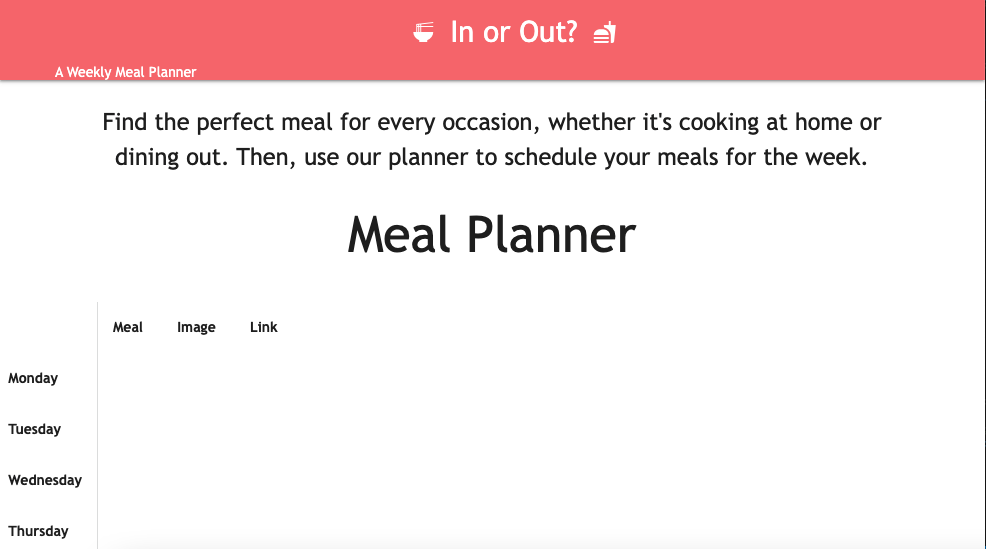 In or Out?
A Weekly Meal Planner
Find the perfect meal for every occasion, whether it's cooking at home or
dining out. Then, use our planner to schedule your meals for the week.
Meal Planner
Meal Image Link
Monday
Tuesday
Wednesday
Thursday